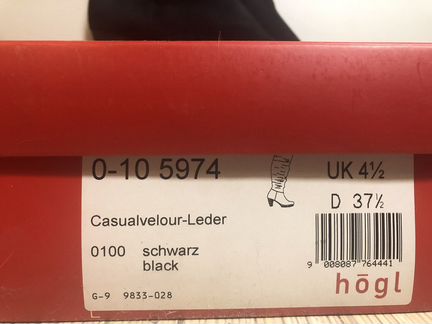 0-10 5974
UK 4½
D 37½
Casualvelour-Leder
0100 schwarz
black
9 008087 764441
högl
G-9 9833-028